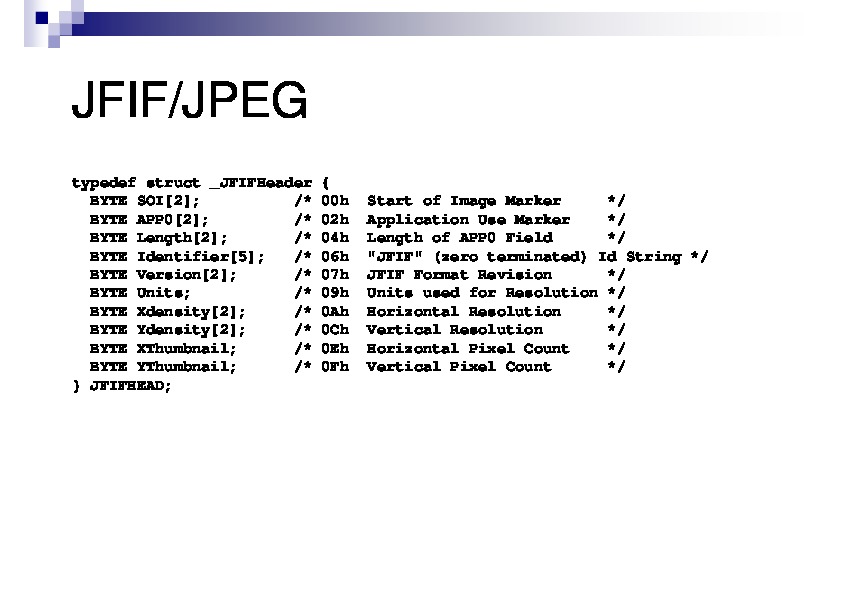 JFIF/JPEG
typedef struct _JFIFHeader {
  BYTE SOI[2];          /* 00h  Start of Image Marker     */
  BYTE APP0[2];         /* 02h  Application Use Marker    */
  BYTE Length[2];       /* 04h  Length of APP0 Field      */
  BYTE Identifier[5];   /* 06h  "JFIF" (zero terminated) Id String */
  BYTE Version[2];      /* 07h  JFIF Format Revision      */
  BYTE Units;           /* 09h  Units used for Resolution */
  BYTE Xdensity[2];     /* 0Ah  Horizontal Resolution     */
  BYTE Ydensity[2];     /* 0Ch  Vertical Resolution       */
  BYTE XThumbnail;      /* 0Eh  Horizontal Pixel Count    */
  BYTE YThumbnail;      /* 0Fh  Vertical Pixel Count      */
} JFIFHEAD;